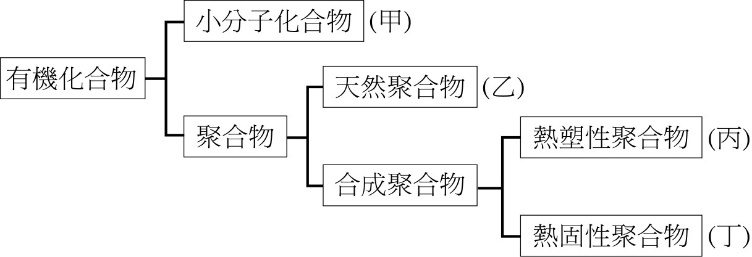 小分子化合物 (甲)
有機化合物
天然聚合物 (乙)
聚合物
熱塑性聚合物 (丙)
合成聚合物
熱固性聚合物 (丁)